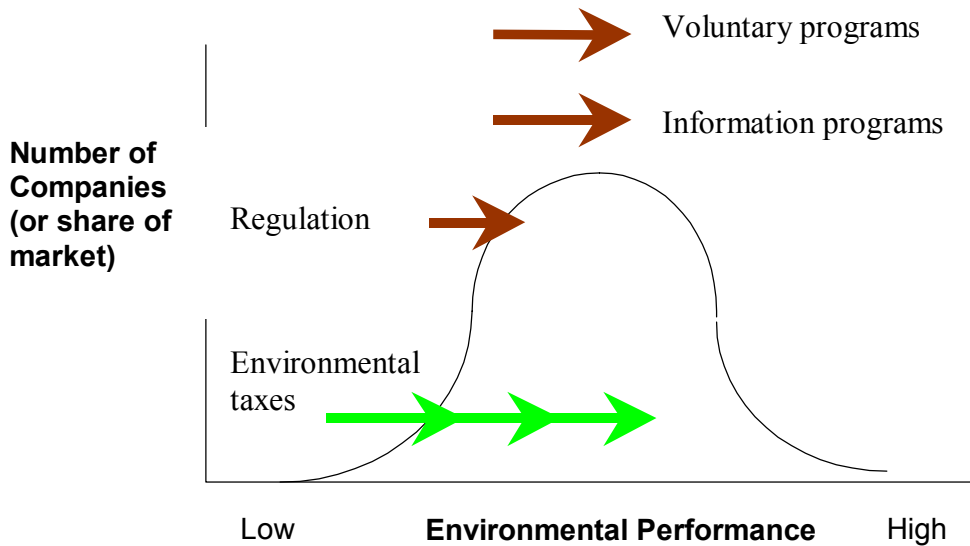 Voluntary programs
Information programs
Number of
Companies
(or share of
market)
Regulation
Environmental
taxes
Low
Environmental Performance
High